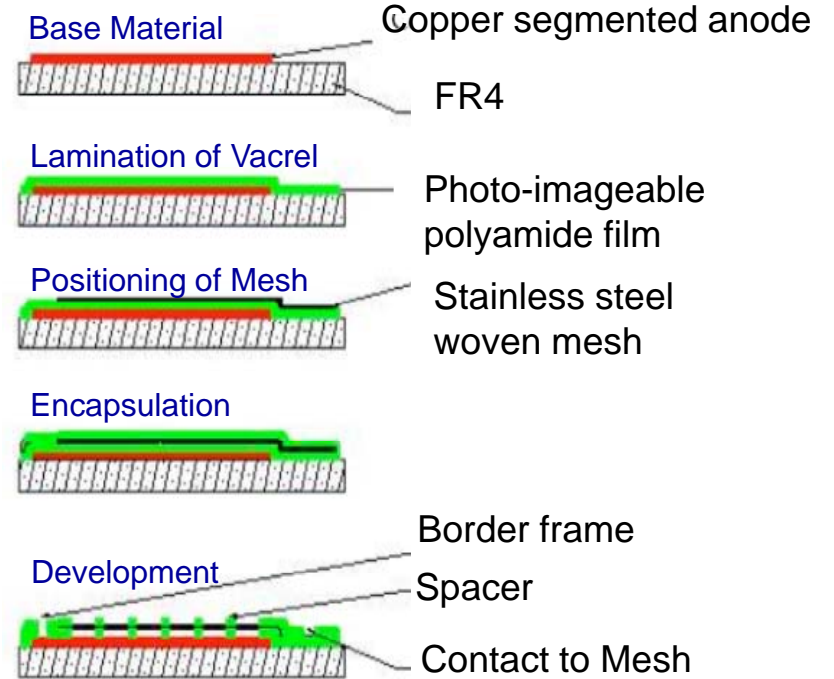 Base Material
Copper segmented anode
FR4
Lamination of Vacrel
Photo-imageable
polyamide film
Positioning of Mesh
Stainless steel
woven mesh
Encapsulation
Border frame
Development
Spacer
Contact to Mesh